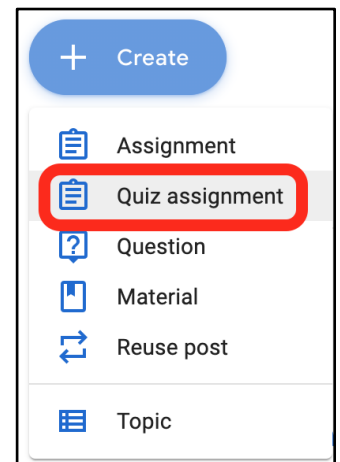 Create
Assignment
Quiz assignment
Question
Material
Reuse post
Topic